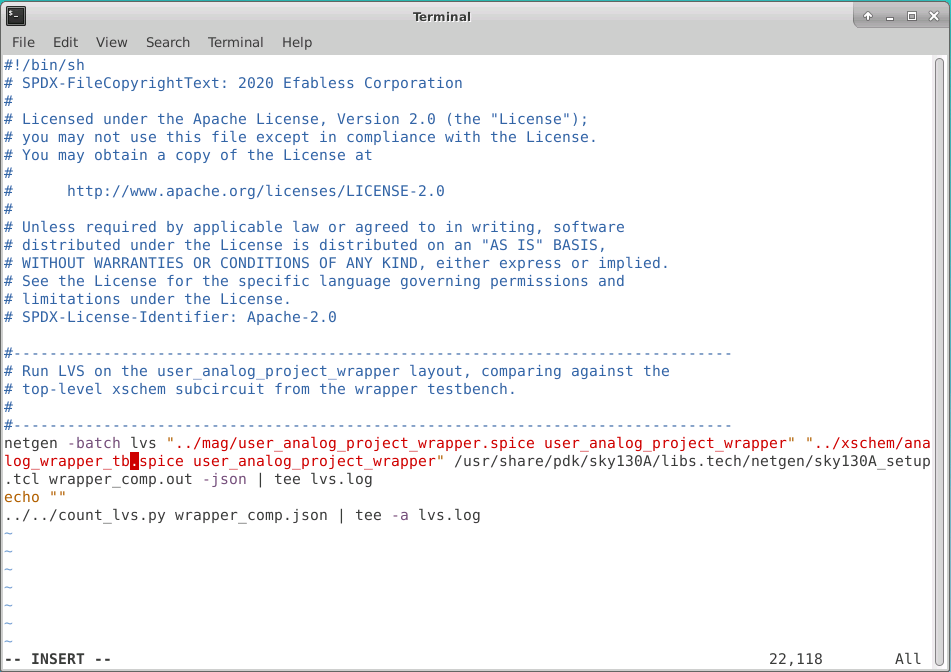 Terminal
File Edit View Search Terminal Help
#!/bin/sh
# SPDX-FileCopyrightText: 2020 Efabless Corporation
#
# Licensed under the Apache License, Version 2.0 (the "License");
# you may not use this file except in compliance with the License.
# You may obtain a copy of the License at
#
#      http://www.apache.org/licenses/LICENSE-2.0
#
# Unless required by applicable law or agreed to in writing, software
# distributed under the License is distributed on an "AS IS" BASIS,
# WITHOUT WARRANTIES OR CONDITIONS OF ANY KIND, either express or implied.
# See the License for the specific language governing permissions and
# limitations under the License.
# SPDX-License-Identifier: Apache-2.0

#--------------------------------------------------------------------------------
# Run LVS on the user_analog_project_wrapper layout, comparing against the
# top-level xschem subcircuit from the wrapper testbench.
#
#--------------------------------------------------------------------------------
netgen -batch lvs "../mag/user_analog_project_wrapper.spice user_analog_project_wrapper" "../xschem/ana
log_wrapper_tb.spice user_analog_project_wrapper" /usr/share/pdk/sky130A/libs.tech/netgen/sky130A_setup
.tcl wrapper_comp.out -json | tee lvs.log
echo ""
../../count_lvs.py wrapper_comp.json | tee -a lvs.log
~
~
~
~
~
~
~
-- INSERT -- 22,118 All